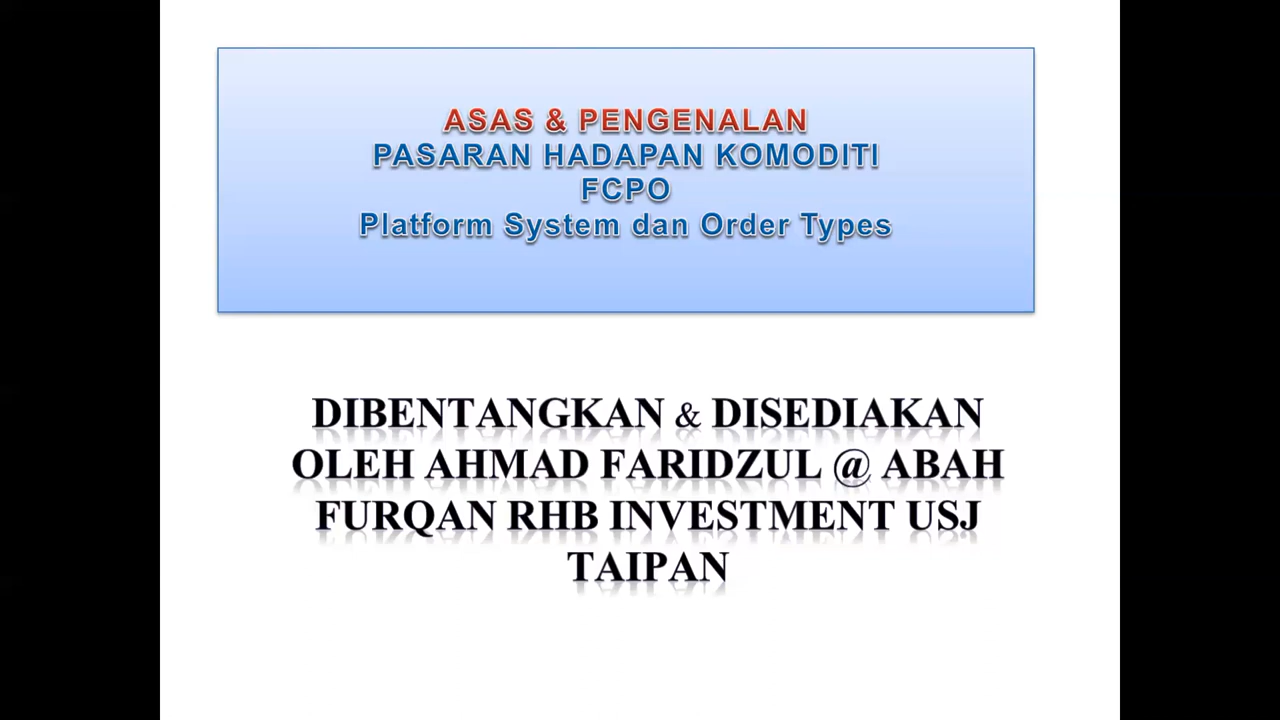 ASAS & PENGENALAN
PASARAN HADAPAN KOMODITI
FCPO
Platform System dan Order Types
DIBENTANGKAN & DISEDIAKAN
OLEH AHMAD FARIDZUL @ ABAH
FURQAN RHB INVESTMENT USJ
TAIPAN